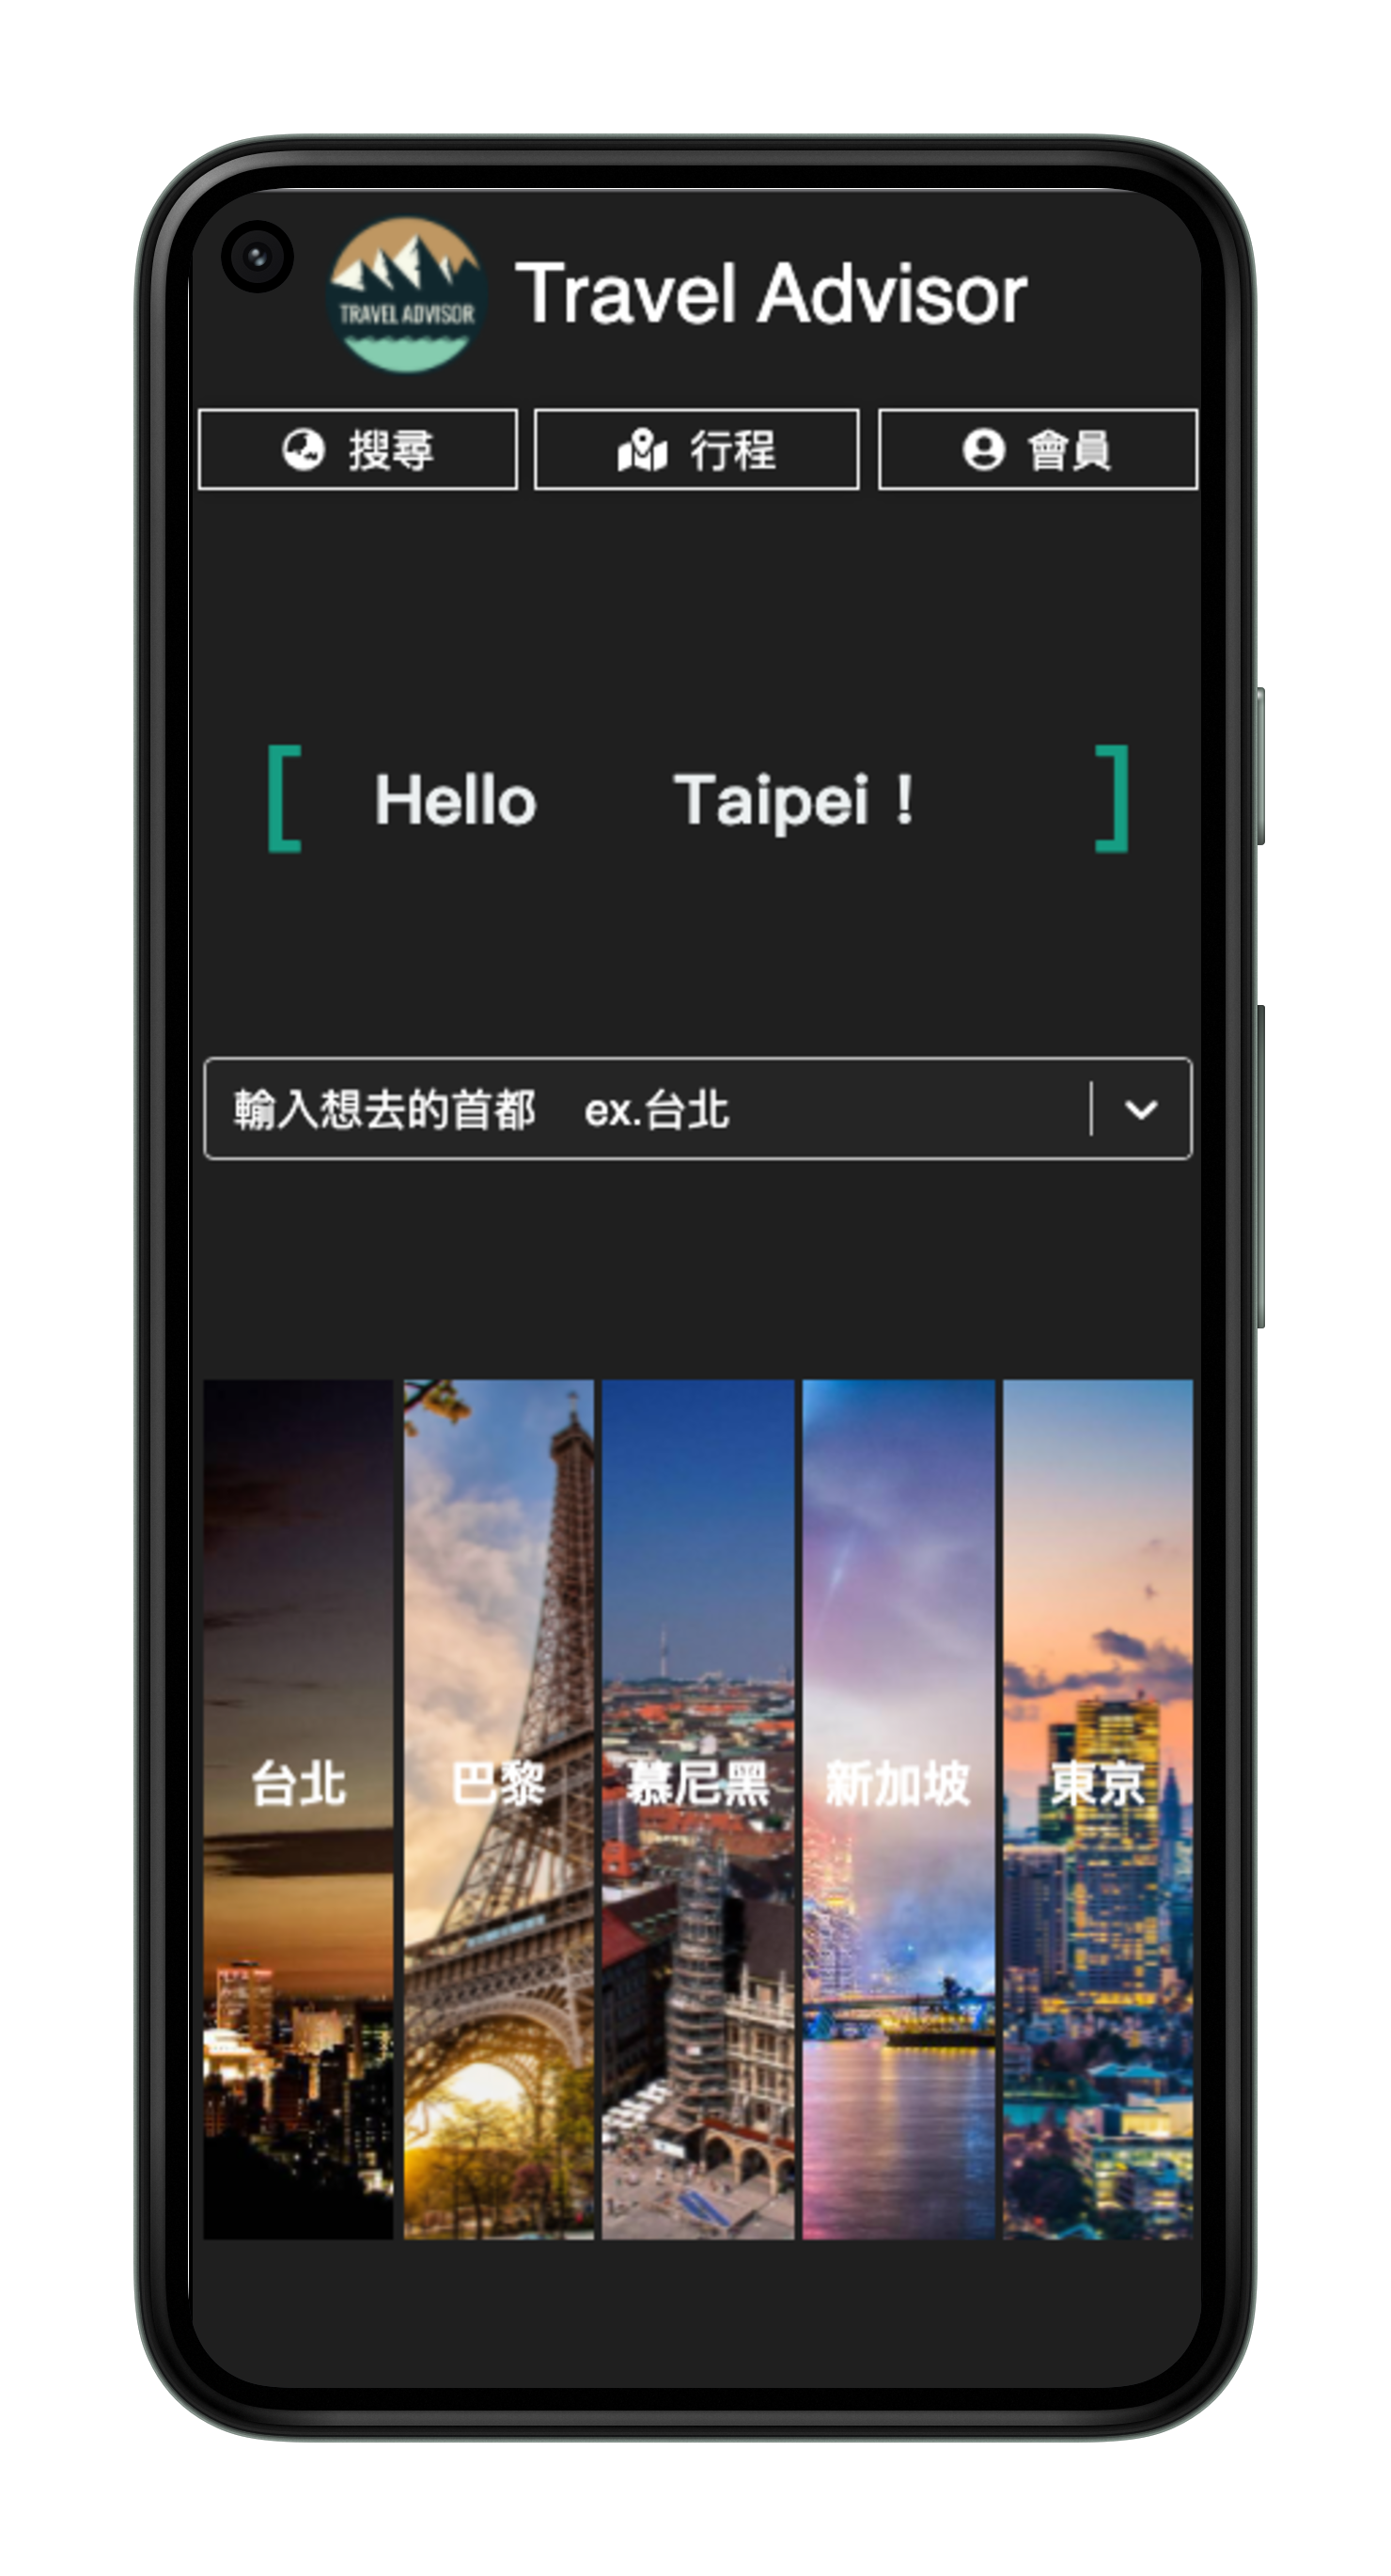 TRAVEL ADVISOR
Travel Advisor
搜尋 行程 會員
[ Hello Taipei！ ]
輸入想去的首都 ex.台北
台北 巴黎 慕尼黑 新加坡 東京